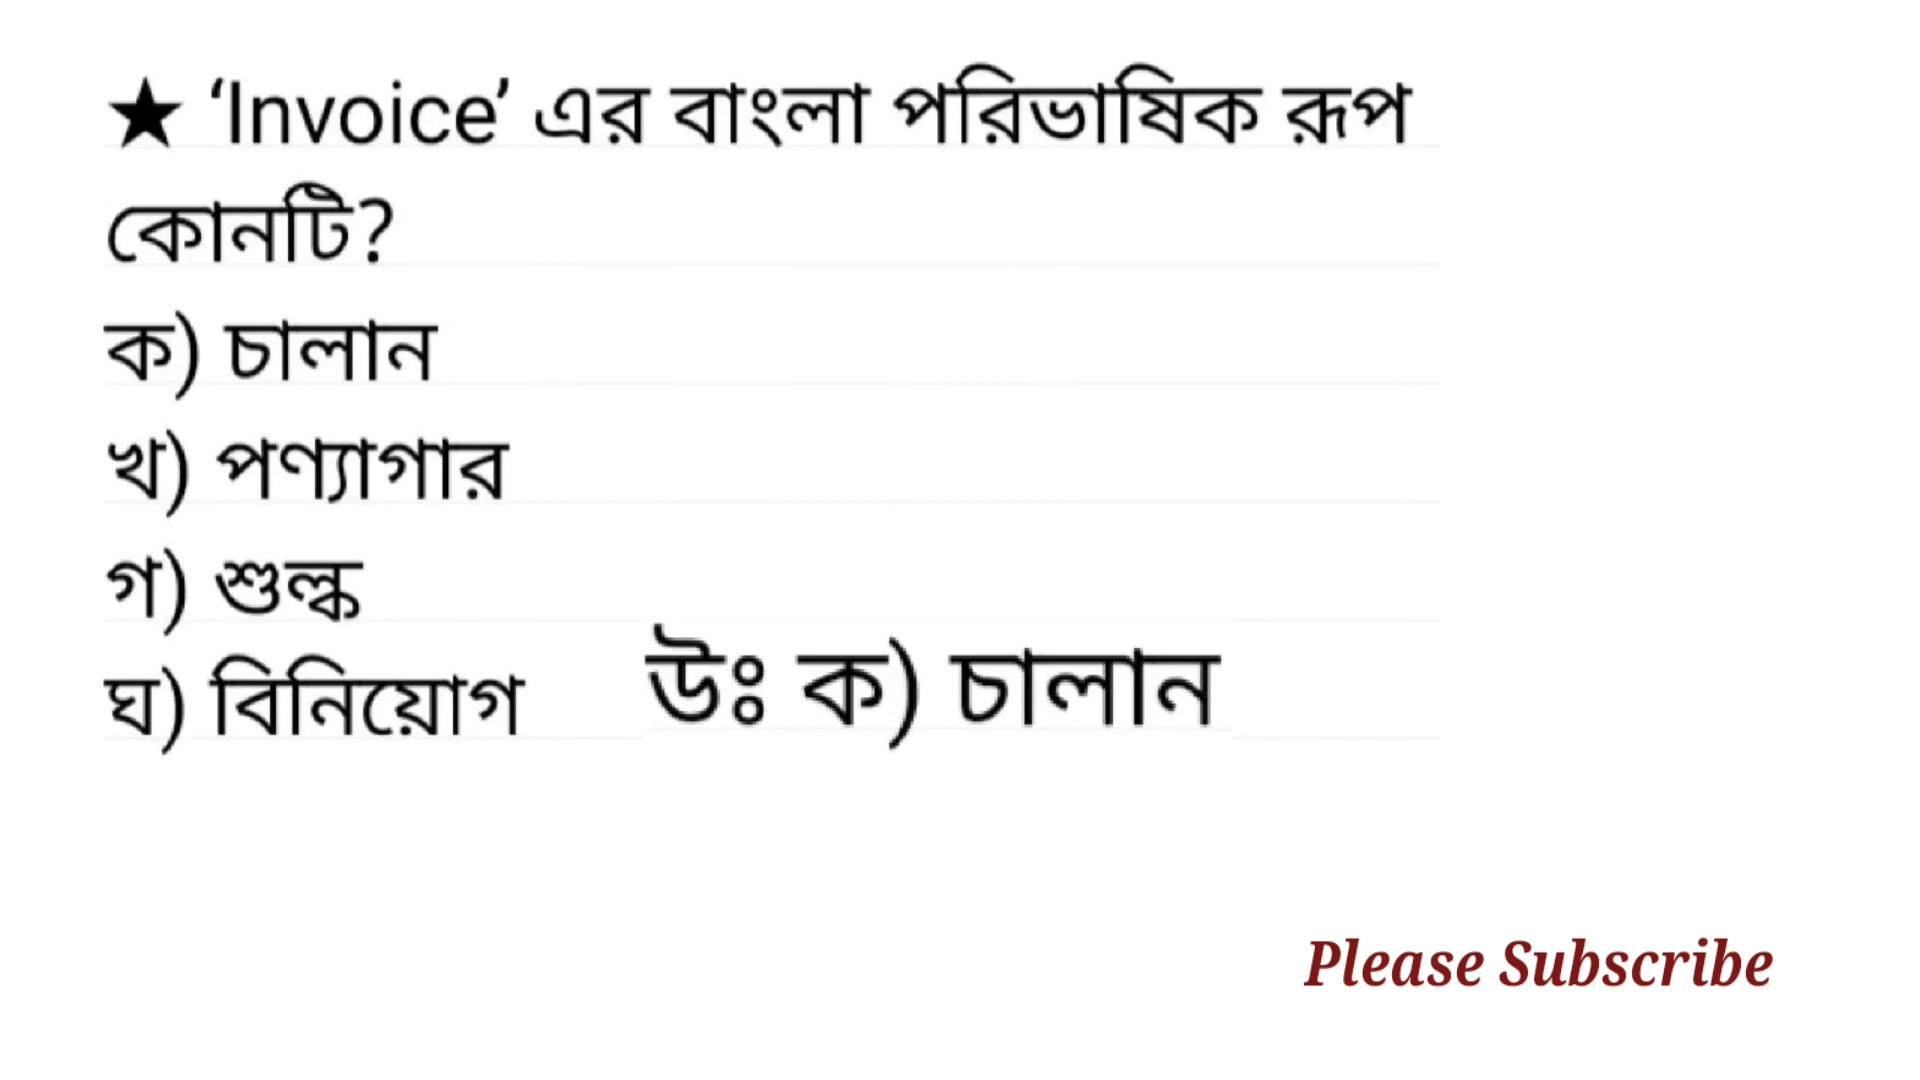 ★ ‘Invoice’ এর বাংলা পরিভাষিক রূপ
কোনটি?
ক) চালান
খ) পণ্যাগার
গ) শুল্ক
ঘ) বিনিয়োগ
উঃ ক) চালান
Please Subscribe